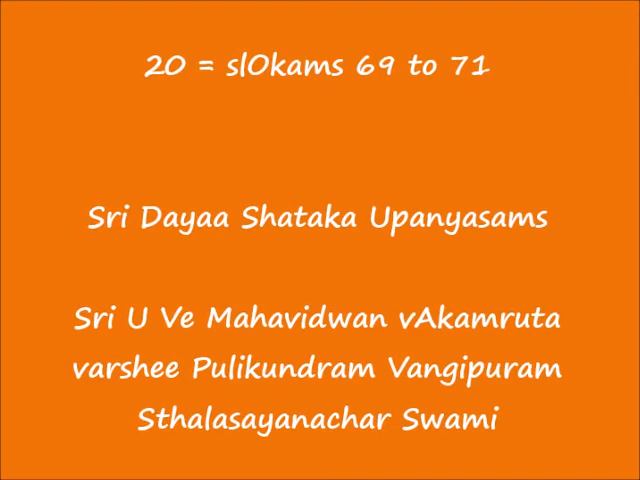 20 = slOkams 69 to 71
Sri Dayaa Shataka Upanyasams
Sri U Ve Mahavidwan vAkamruta
varshee Pulikundram Vangipuram
Sthalasayanachar Swami